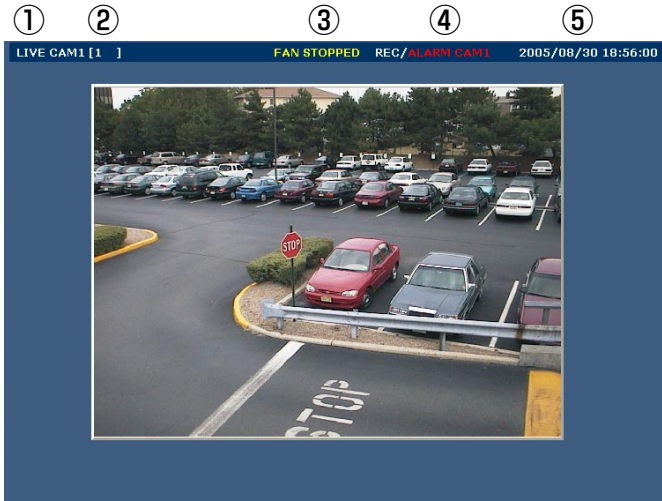 ① ② ③ ④ ⑤
LIVE CAM1 [1 ] FAN STOPPED REC/ALARM CAM1 2005/08/30 18:56:00
STOP
STOP